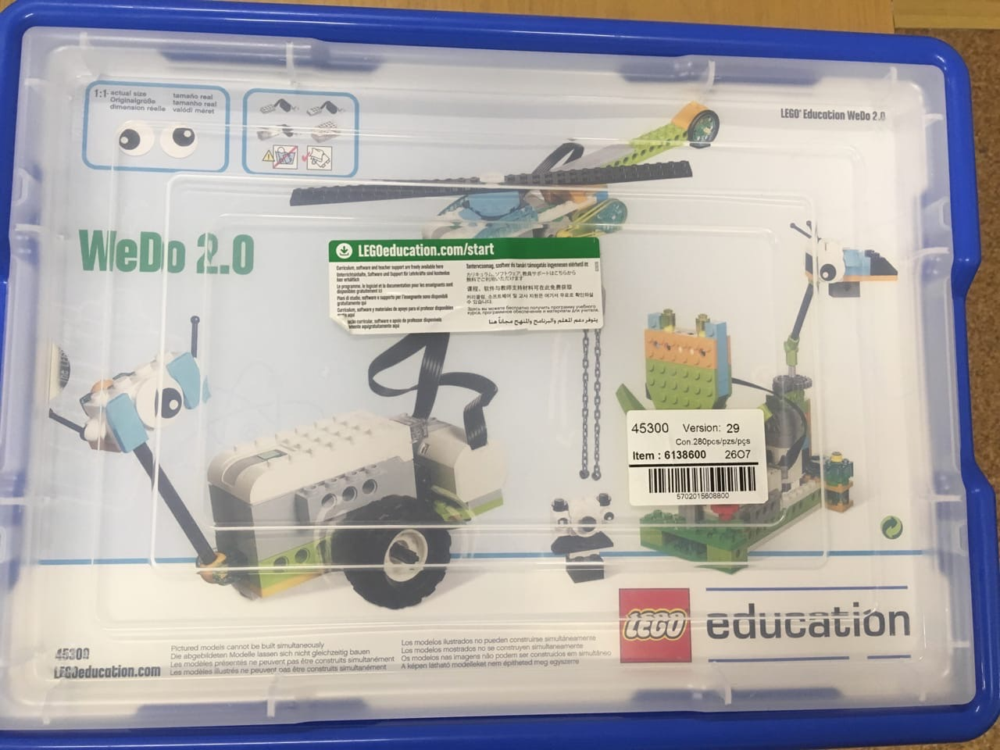 1:1 actual size
Originalgröße
dimension réelle
tamaño real
tamanho real
valódi méret
LEGO® Education WeDo 2.0
WeDo 2.0
LEGOeducation.com/start
Curriculum, software and teacher support are freely available here
Unterrichtsinhalte, Software und Support für Lehrkräfte sind kostenlos
hier erhältlich
Le programme, le logiciel et la documentation pour les enseignants sont
disponibles gratuitement ici
Piani di studio, software e supporto per l'insegnante sono disponibili
gratuitamente qui
Curriculum, software y materiales de apoyo para el profesor disponibles
aquí
curricular, software e apoio de professor disponíveis
aqui
Tantervcsomag, szoftver és tanári támogatás ingyenesen elérhető itt
カリキュラム、ソフトウェア、教員サポートはこちらから
無料でご利用いただけます
课程、软件与教师支持材料可在此免费获取
커리큘럼, 소프트웨어 및 교사 지원은 여기서 무료로 확인하실
수 있습니다.
Здесь вы можете бесплатно получить программу учебного
курса, программное обеспечение и материалы для учителя.
يتوفر دعم المعلم والبرنامج والمنهج مجاناً هنا
45300 Version: 29
Con.280pcs/pzs/pçs
Item : 6138600 26O7
5702015608800
LEGO education
45300
LEGOeducation.com
Pictured models cannot be built simultaneously
Die abgebildeten Modelle lassen sich nicht gleichzeitig bauen
Les modèles présentés ne peuvent pas être construits simultanément
Les modèles illustrés ne peuvent pas être construits simultanément
Los modelos ilustrados no pueden construirse simultáneamente
Los modelos mostrados no se construyen simultaneamente
Os modelos nas imagens não podem ser construídos em simultâneo
A képen látható modelleket nem építheted meg egyszerre